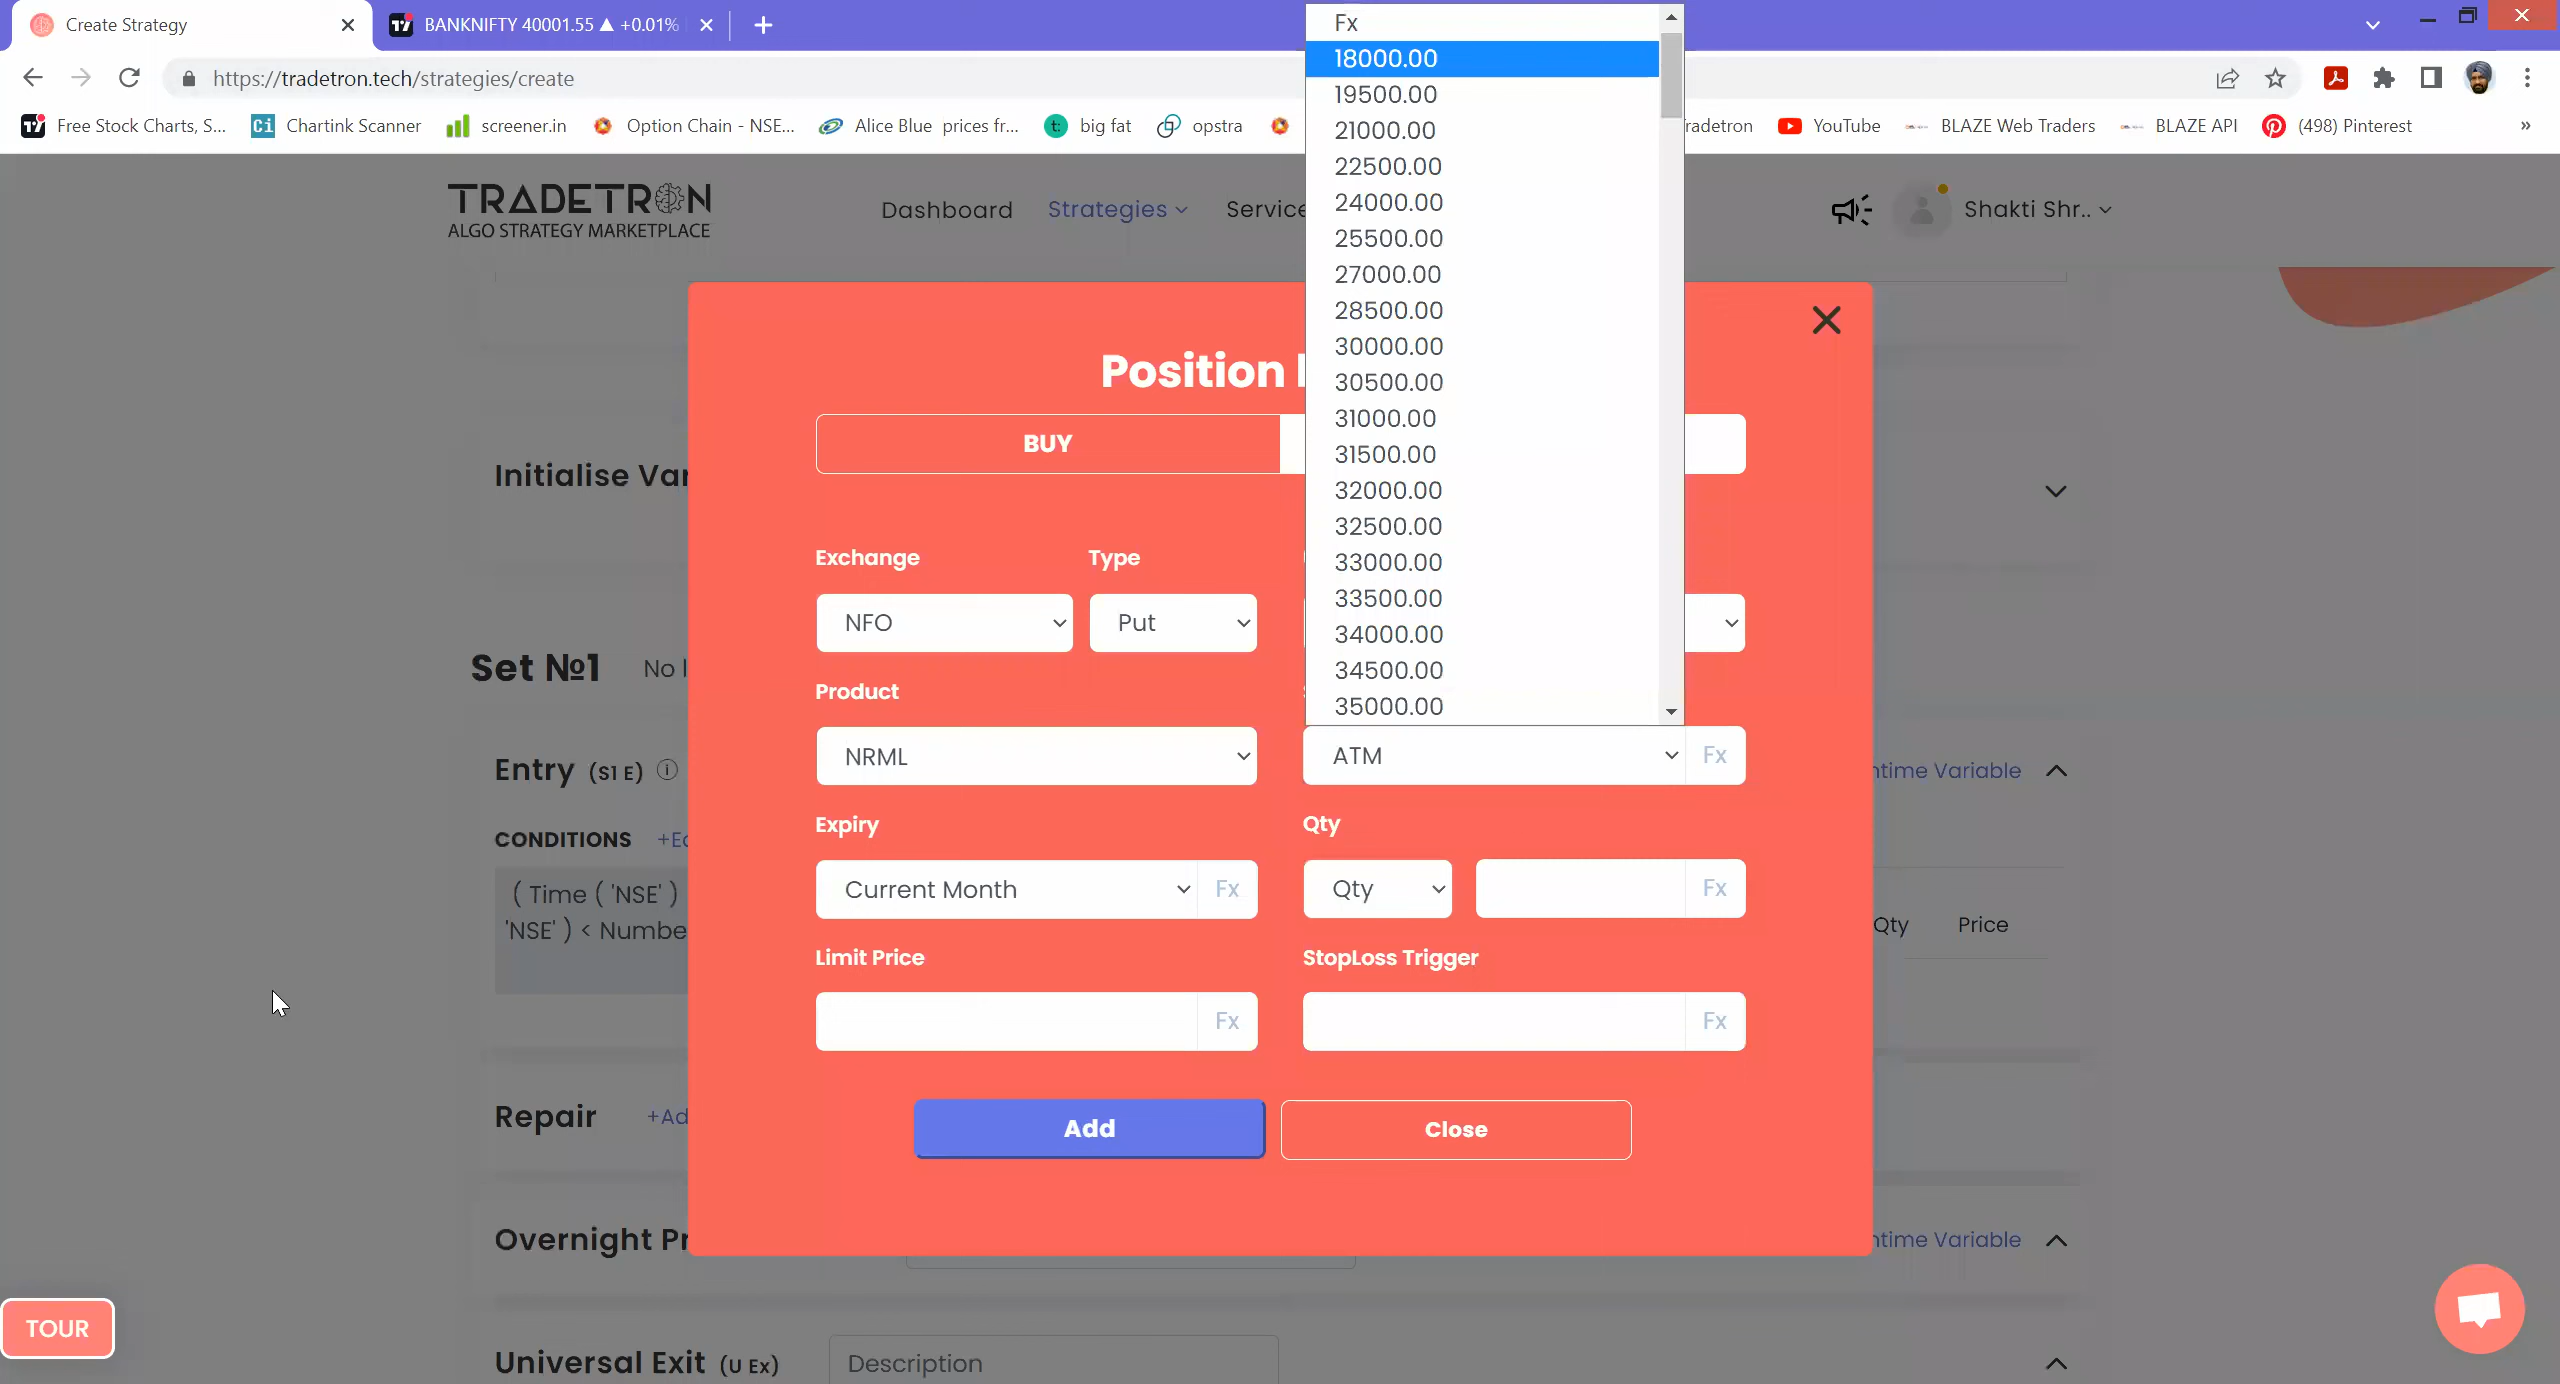 Create Strategy
BANKNIFTY 40001.55 ▲ +0.01%
https://tradetron.tech/strategies/create
Free Stock Charts, S...
Chartink Scanner
screener.in
Option Chain - NSE...
Alice Blue prices fr...
big fat
opstra
radetron
YouTube
BLAZE Web Traders
BLAZE API
(498) Pinterest
»
TRADETRON
ALGO STRATEGY MARKETPLACE
Dashboard
Strategies
Service
Shakti Shr..
Fx
18000.00
19500.00
21000.00
22500.00
24000.00
25500.00
27000.00
28500.00
30000.00
30500.00
31000.00
31500.00
32000.00
32500.00
33000.00
33500.00
34000.00
34500.00
35000.00
Position
BUY
Initialise Var
Exchange
Type
NFO
Put
Set №1
No l
Product
NRML
ATM
Fx
Entry (S1 E)
ntime Variable
Expiry
Qty
CONDITIONS
+Ed
Current Month
Fx
Qty
Fx
( Time ( 'NSE' )
'NSE' ) < Numbe
Qty
Price
Limit Price
StopLoss Trigger
Fx
Fx
Add
Close
Repair
+Ad
Overnight Pr
ntime Variable
TOUR
Universal Exit (U Ex)
Description